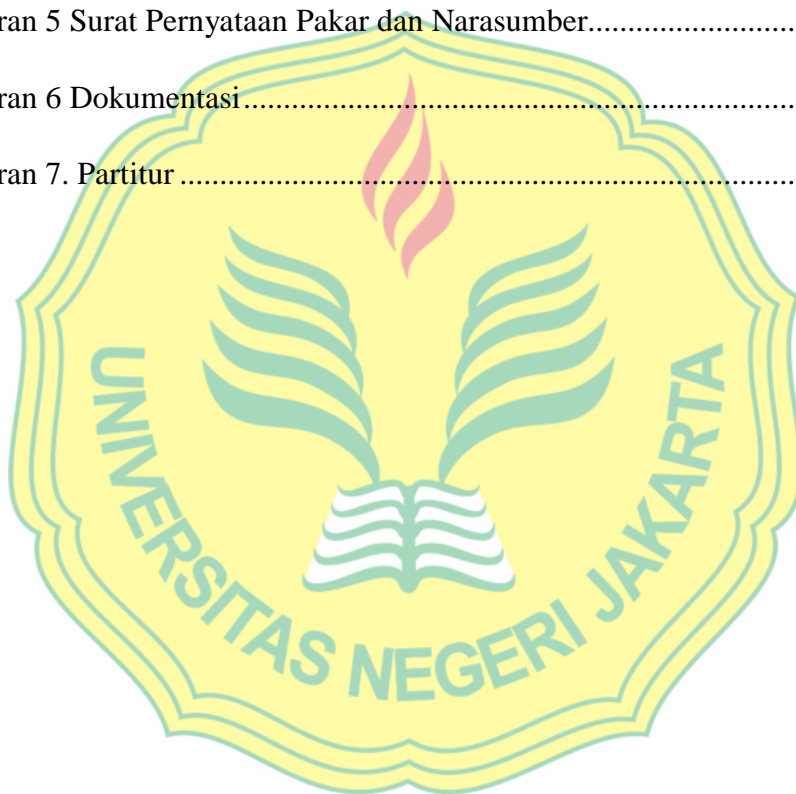 ran 5 Surat Pernyataan Pakar dan Narasumber..........................
ran 6 Dokumentasi......................................................................
ran 7. Partitur ..............................................................................
UNIVERSITAS NEGERI JAKARTA